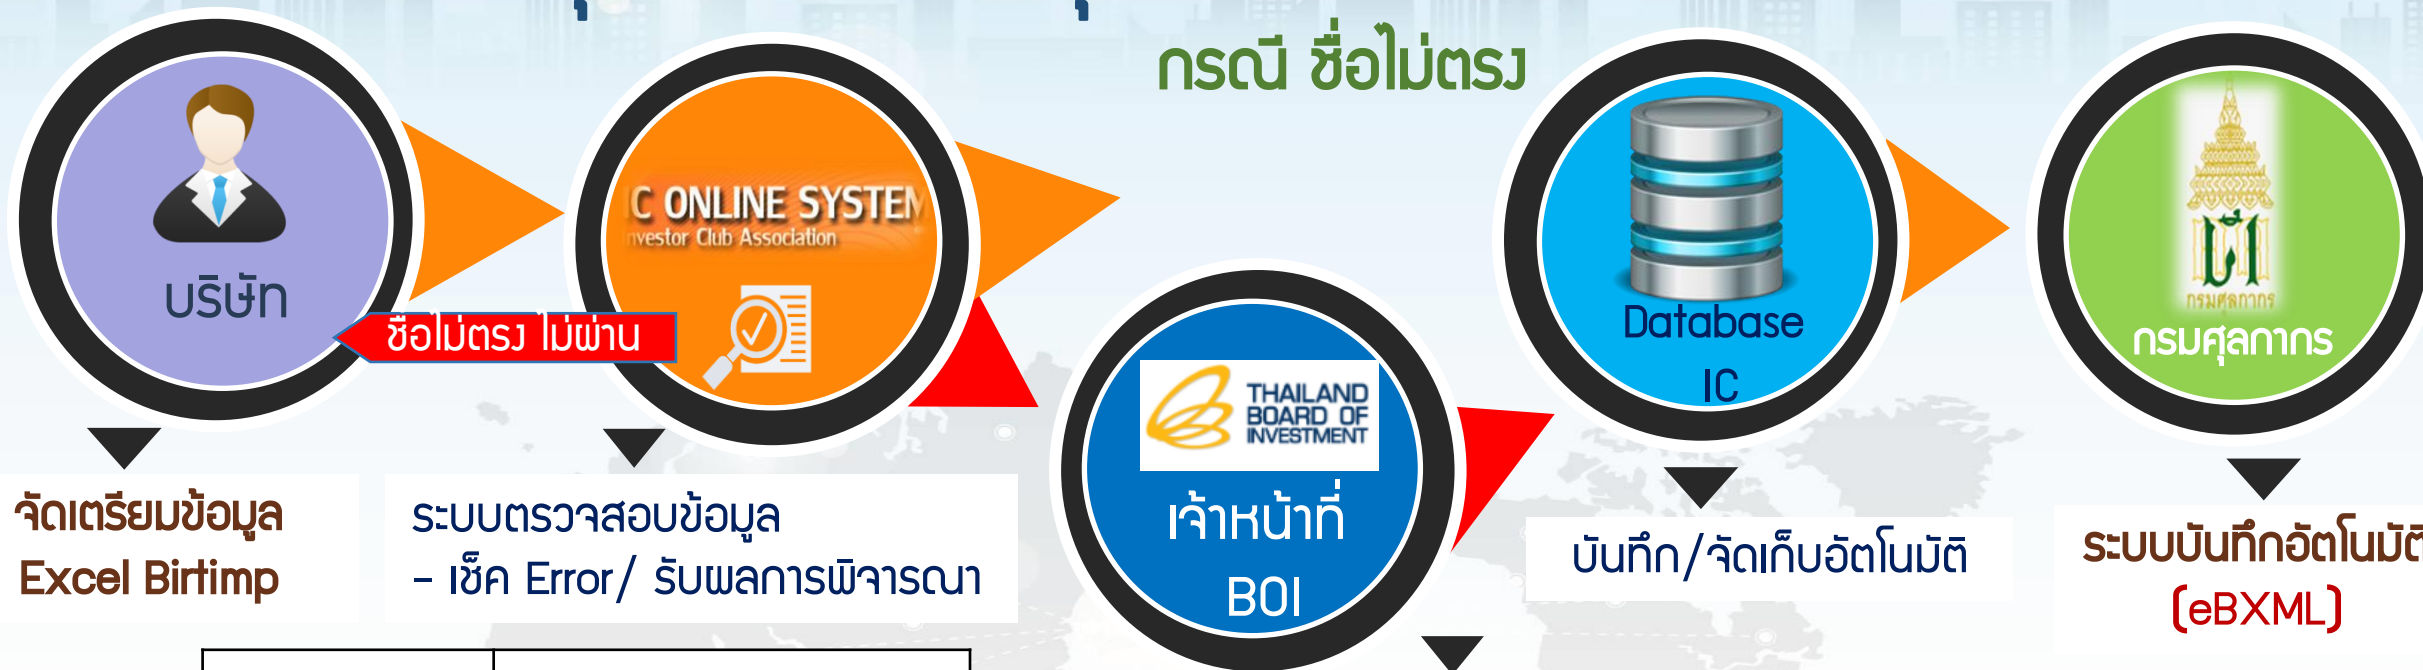 กรณี ชื่อไม่ตรง
บริษัท
C ONLINE SYSTEM
nvestor Club Association
ชื่อไม่ตรง ไม่ผ่าน
THAILAND
BOARD OF
INVESTMENT
เจ้าหน้าที่
BOI
Database
IC
กรมศุลกากร
กรมศุลกากร
จัดเตรียมข้อมูล
Excel Birtimp
ระบบตรวจสอบข้อมูล
- เช็ค Error/ รับผลการพิจารณา
บันทึก/จัดเก็บอัตโนมัติ
ระบบบันทึกอัตโนมัติ
(eBXML)